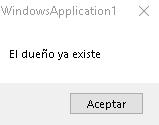 WindowsApplication1
El dueño ya existe
Aceptar